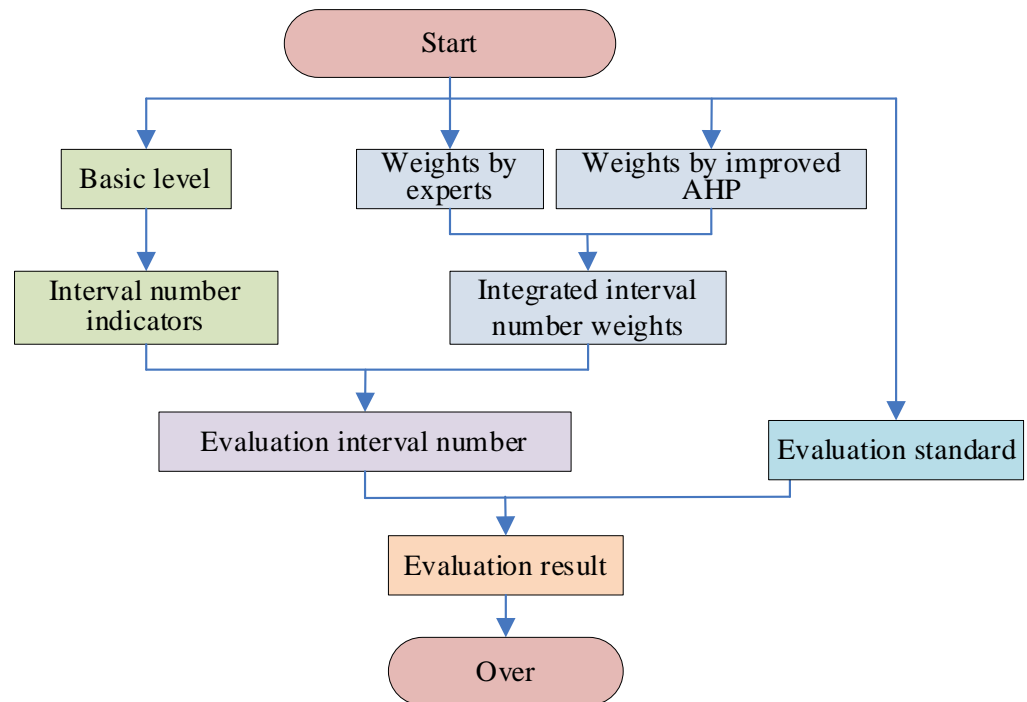 Start
Basic level
Weights by
experts
Weights by improved
AHP
Interval number
indicators
Integrated interval
number weights
Evaluation interval number
Evaluation standard
Evaluation result
Over